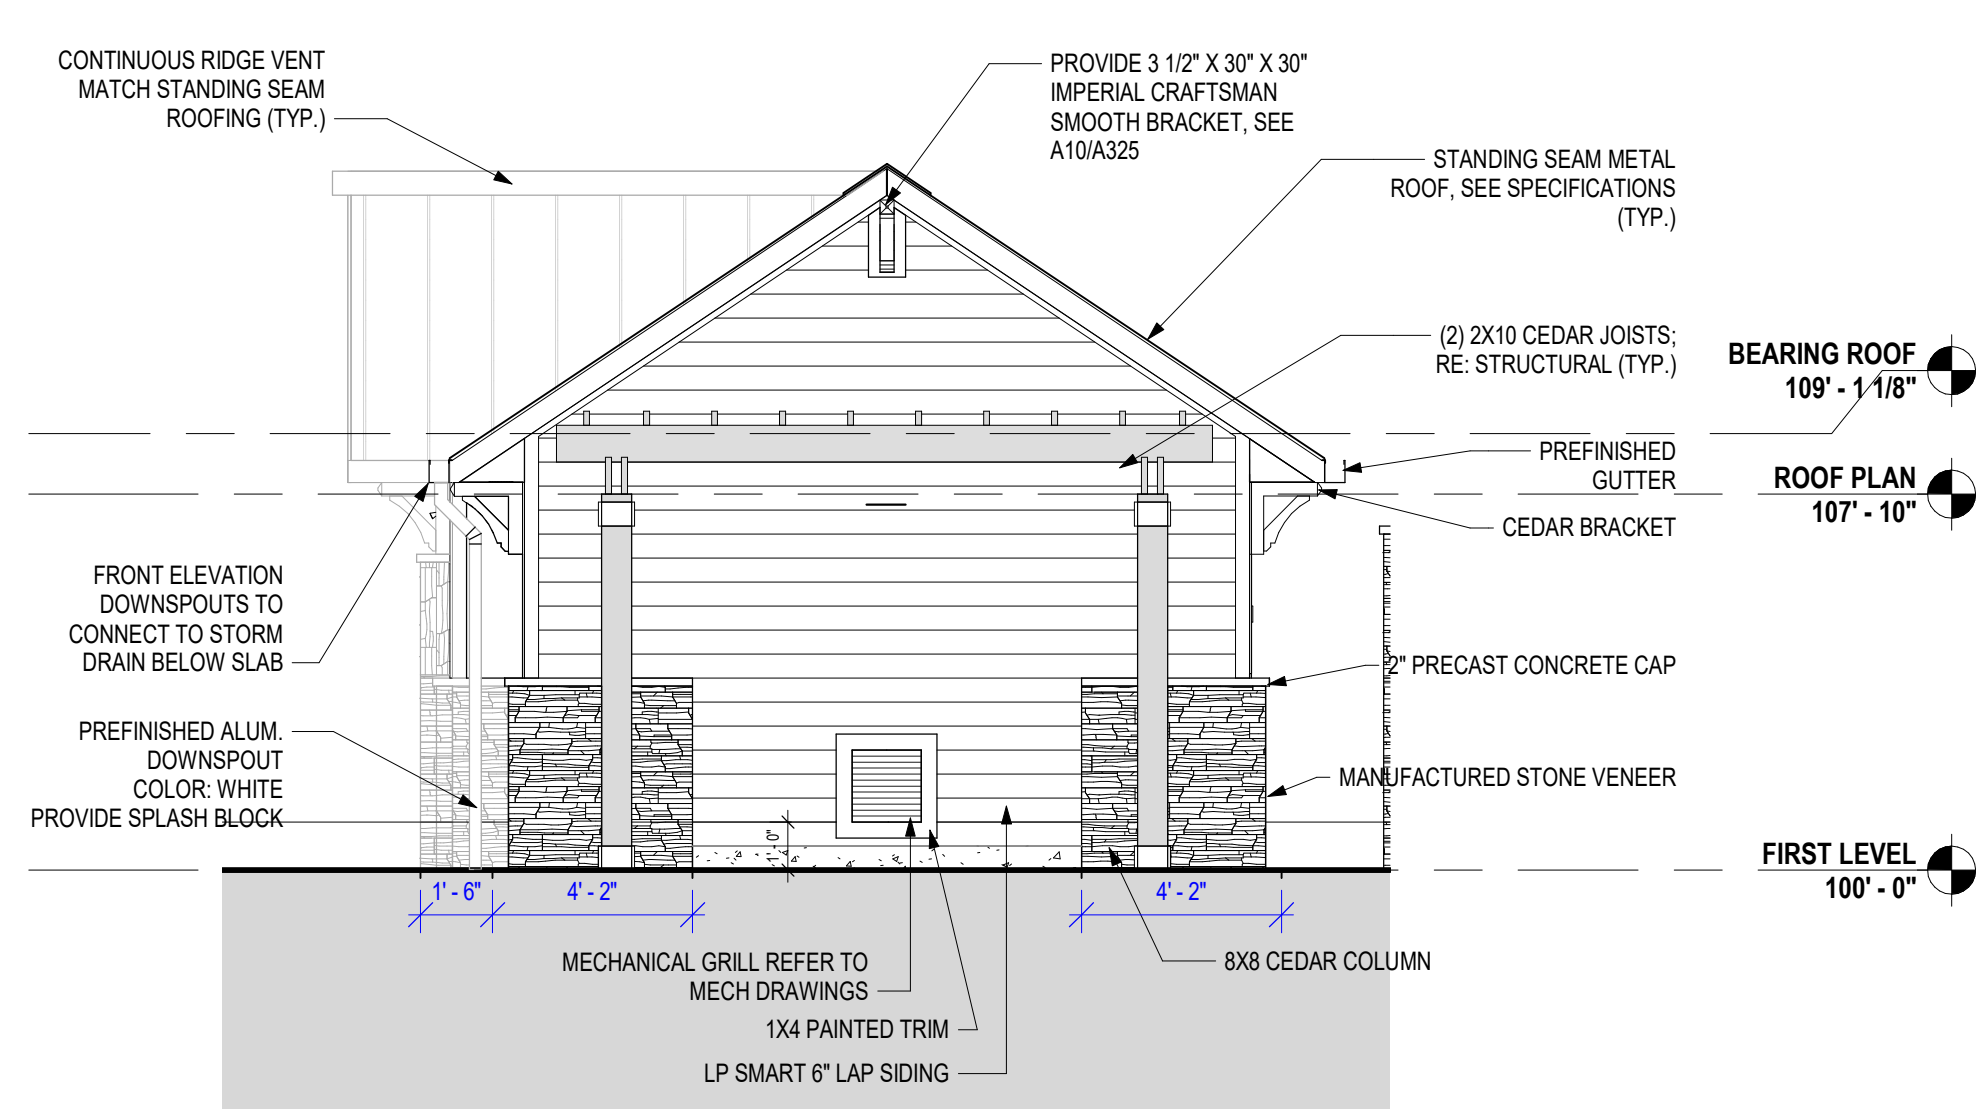 CONTINUOUS RIDGE VENT
MATCH STANDING SEAM
ROOFING (TYP.)
PROVIDE 3 1/2" X 30" X 30"
IMPERIAL CRAFTSMAN
SMOOTH BRACKET, SEE
A10/A325
STANDING SEAM METAL
ROOF, SEE SPECIFICATIONS
(TYP.)
(2) 2X10 CEDAR JOISTS;
RE: STRUCTURAL (TYP.)
BEARING ROOF
109' - 1 1/8"
PREFINISHED
GUTTER
ROOF PLAN
107' - 10"
CEDAR BRACKET
FRONT ELEVATION
DOWNSPOUTS TO
CONNECT TO STORM
DRAIN BELOW SLAB
2" PRECAST CONCRETE CAP
PREFINISHED ALUM.
DOWNSPOUT
COLOR: WHITE
PROVIDE SPLASH BLOCK
MANUFACTURED STONE VENEER
1' - 0"
FIRST LEVEL
100' - 0"
1' - 6"
4' - 2"
4' - 2"
MECHANICAL GRILL REFER TO
MECH DRAWINGS
8X8 CEDAR COLUMN
1X4 PAINTED TRIM
LP SMART 6" LAP SIDING